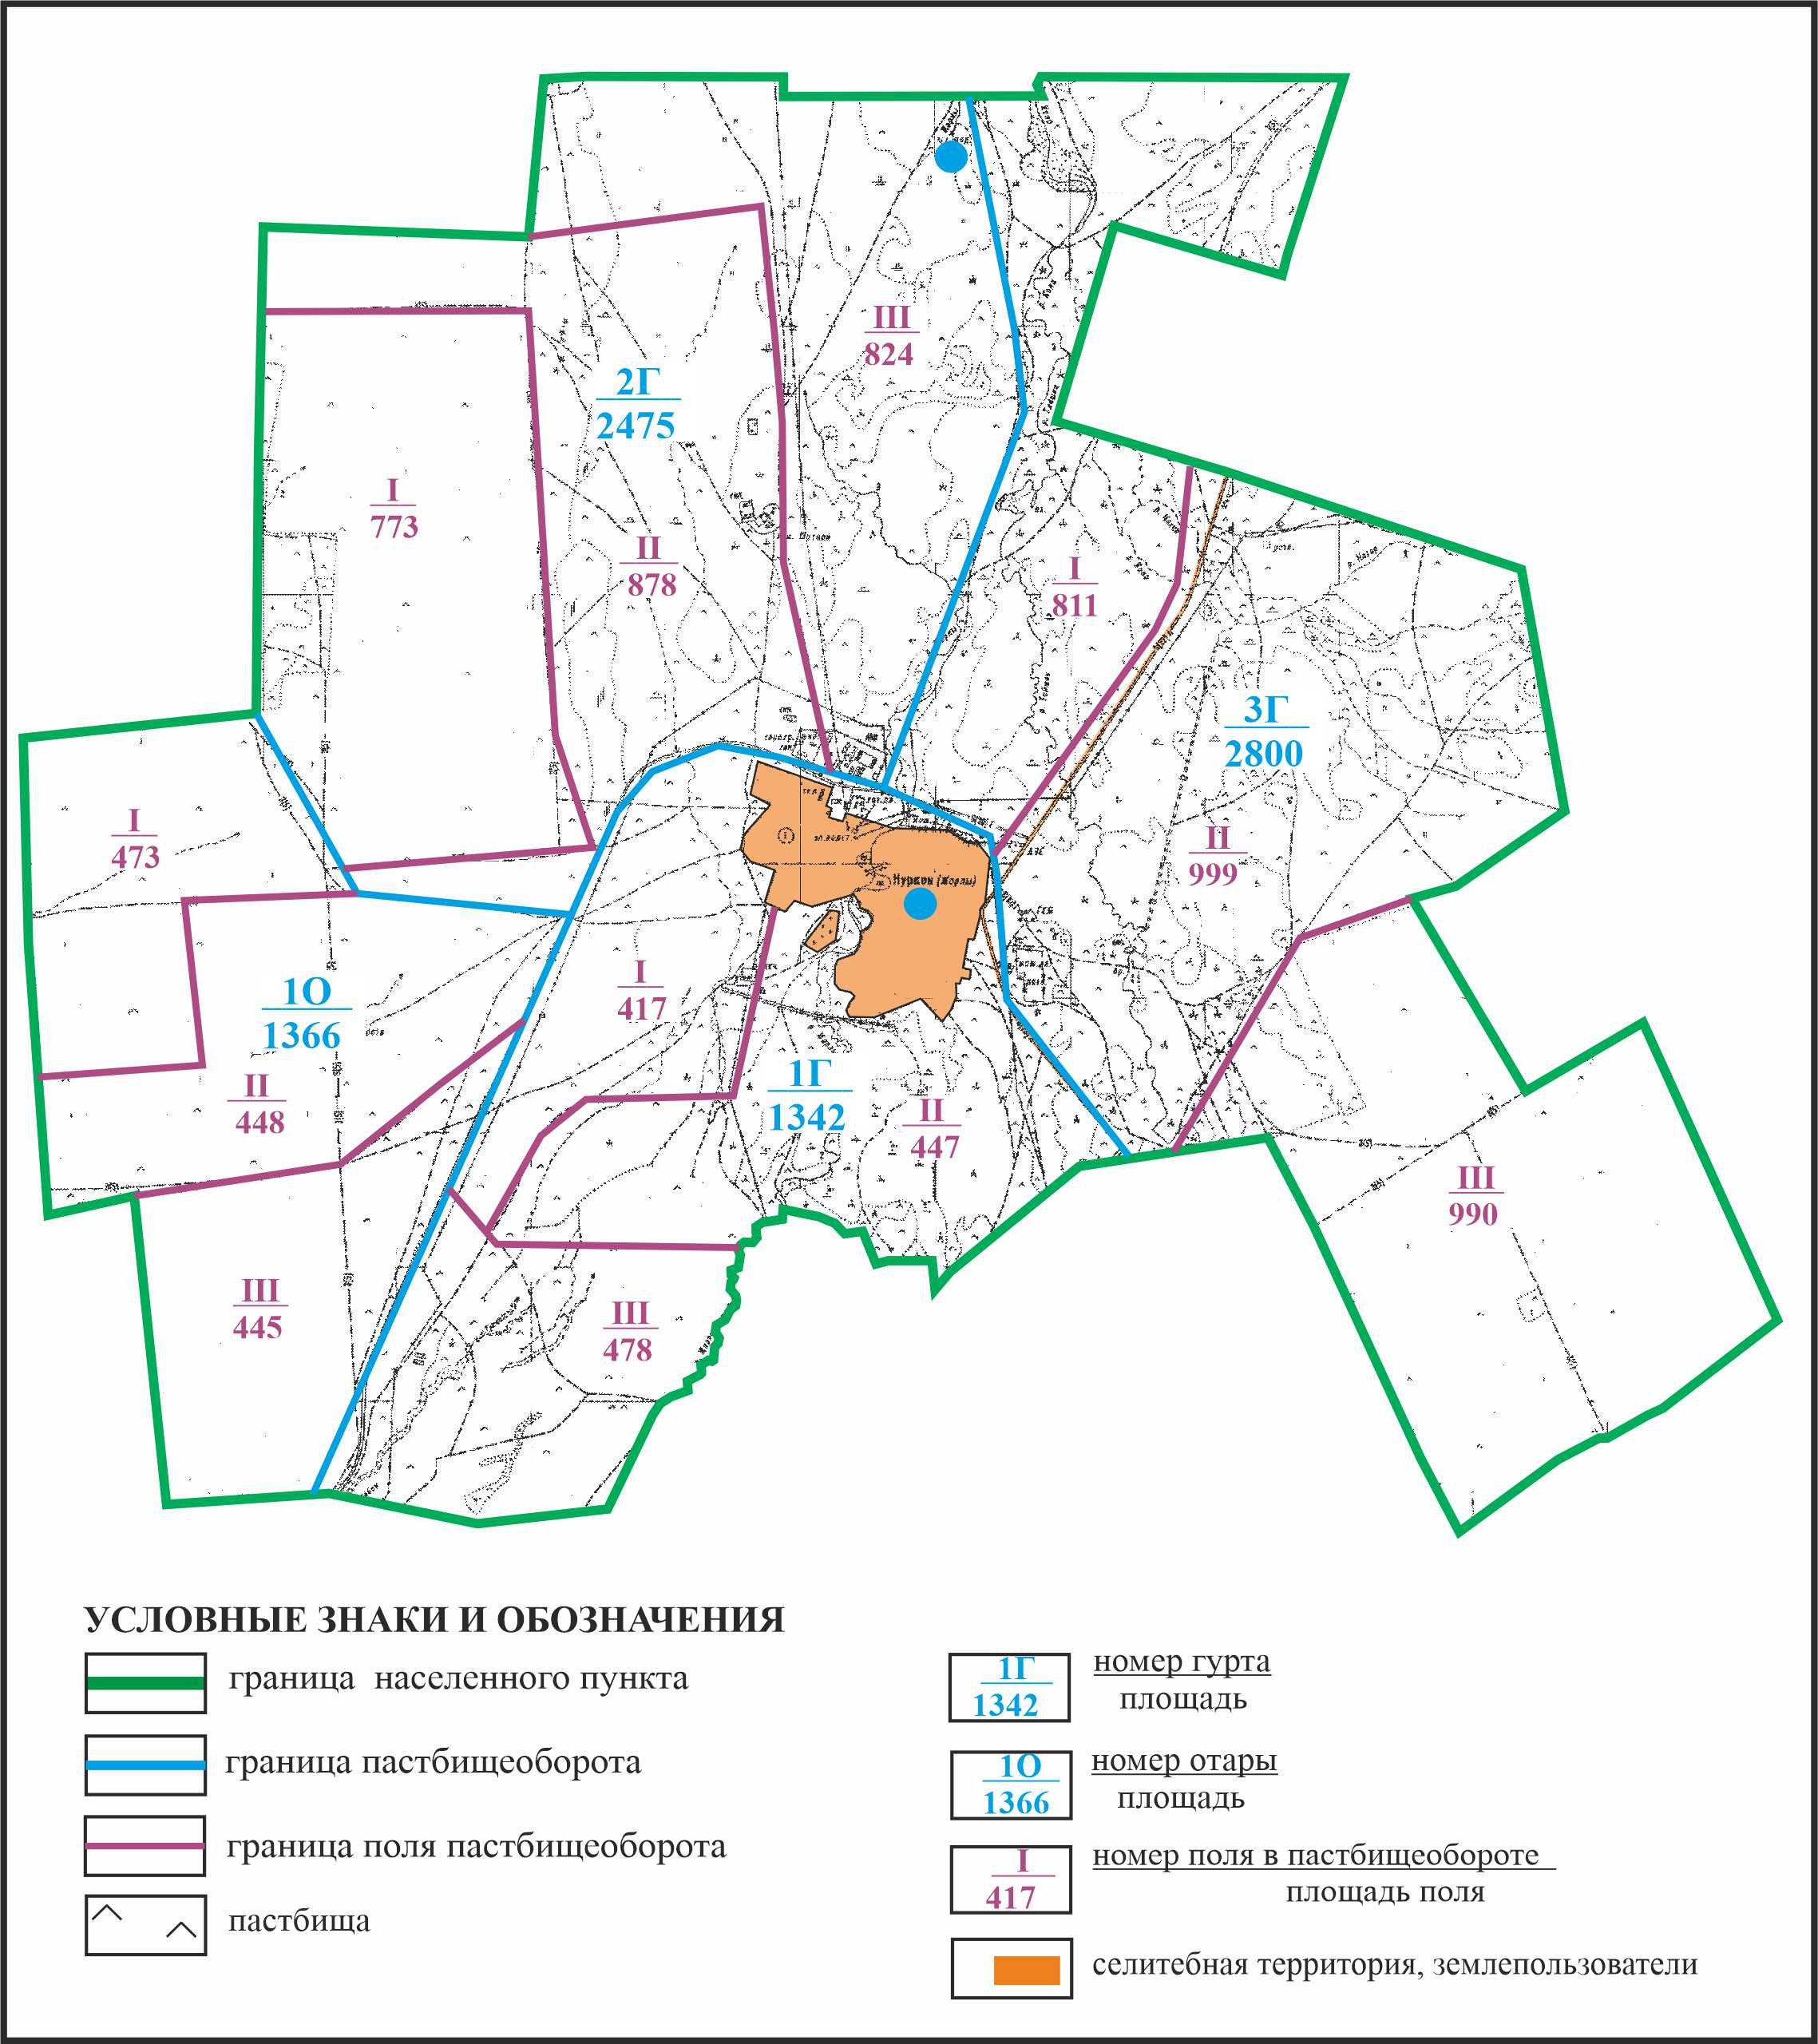 III
824
2Г
2475
I
773
II
878
I
811
3Г
2800
I
473
II
999
Нуркен (Жарлы)
I
417
1О
1366
II
448
1Г
1342
II
447
III
990
III
445
III
478
УСЛОВНЫЕ ЗНАКИ И ОБОЗНАЧЕНИЯ
граница населенного пункта
граница пастбищеоборота
граница поля пастбищеоборота
пастбища
1Г
1342
номер гурта
площадь
1О
1366
номер отары
площадь
I
417
номер поля в пастбищеобороте
площадь поля
селитебная территория, землепользователи